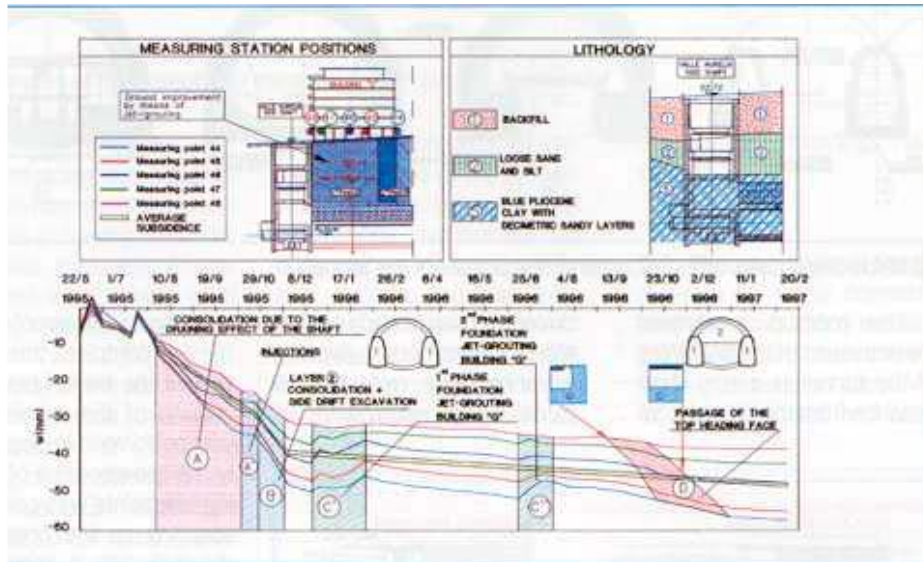 MEASURING STATION POSITIONS
LITHOLOGY
Ground improvement
by means of
Jet-grouting
Measuring point 44
Measuring point 45
Measuring point 46
Measuring point 47
Measuring point 48
AVERAGE
SUBSIDENCE
BACKFILL
LOOSE SAND
AND SILT
BLUE PLIOCENE
CLAY WITH
DECIMETRIC SANDY LAYERS
22/5 1/7 10/8 19/9 29/10 8/12 17/1 26/2 6/4 16/5 4/8 13/9 23/10 2/12 11/1 20/2
1995 1995 1995 1995 1995 1995 1996 1996 1996 1996 1996 1996 1996 1996 1996 1997 1997
CONSOLIDATION DUE TO THE
DRAINING EFFECT OF THE SHAFT
INJECTIONS
LAYER 2
CONSOLIDATION
SIDE DRIFT EXCAVATION
1st PHASE
FOUNDATION
JET-GROUTING
BUILDING "G"
PHASE
FOUNDATION
JET-GROUTING
BUILDING "G"
1 1
1 2 1
PASSAGE OF THE
TOP HEADING FACE
-20
-30
-40
-50
-60
A
B
D